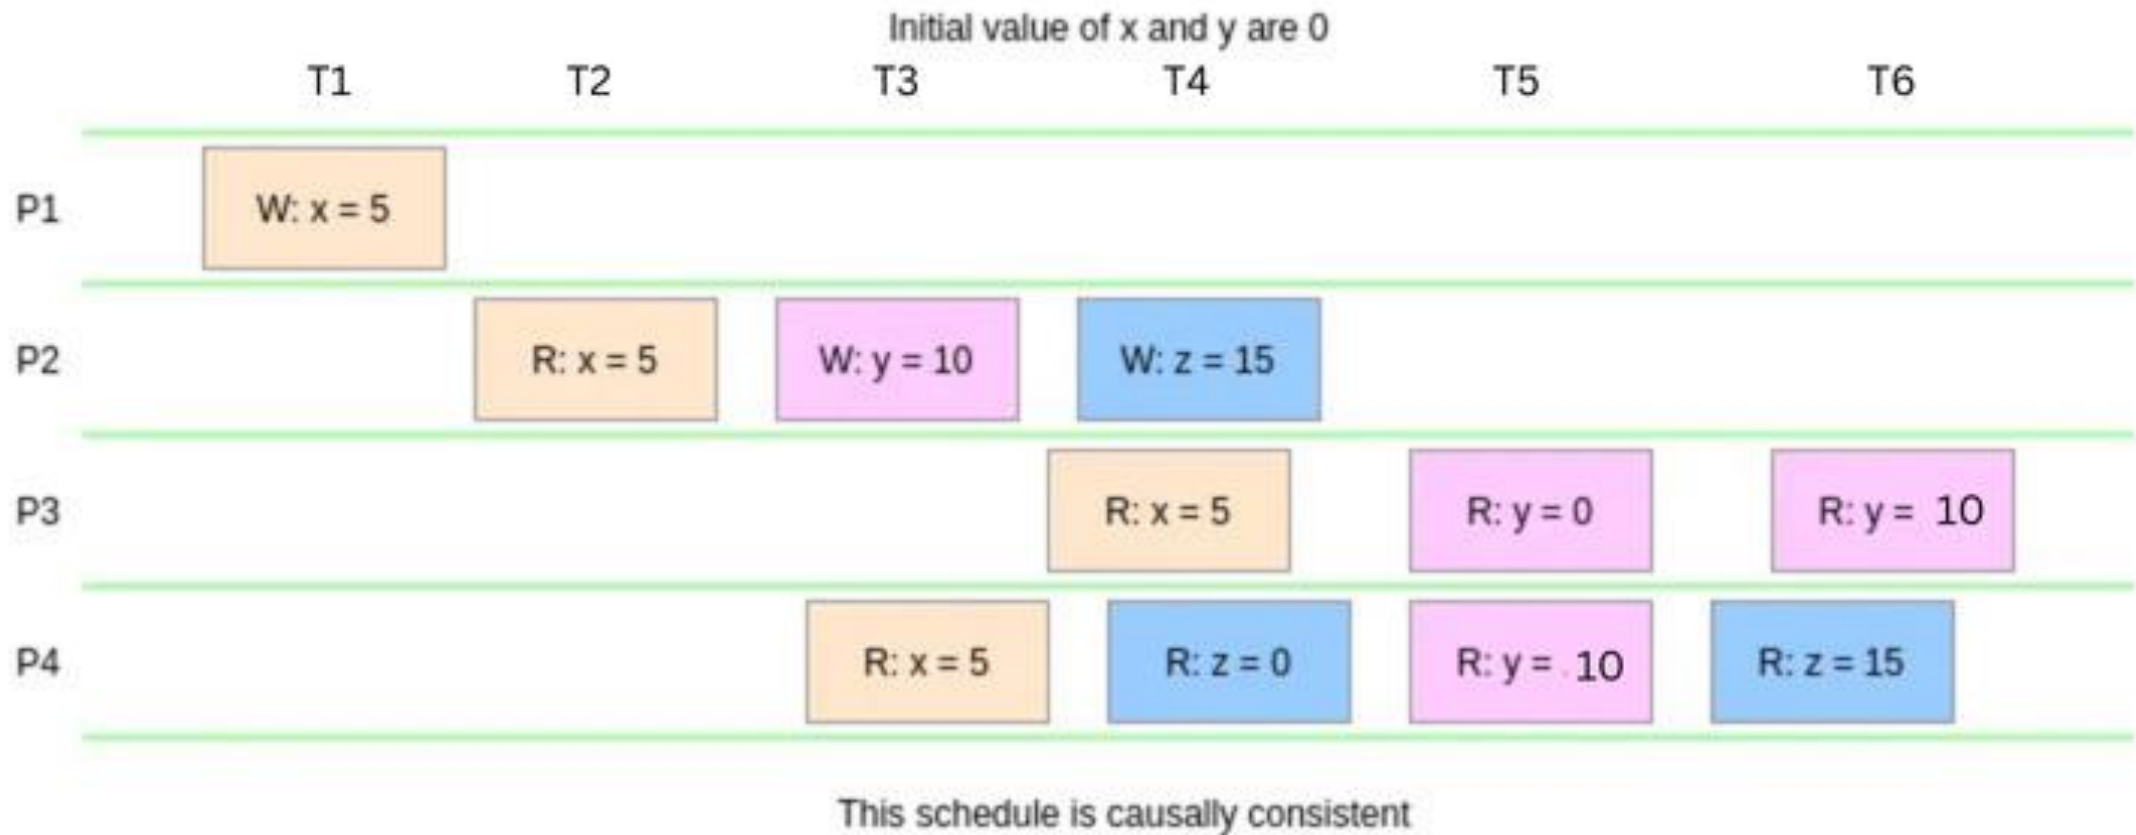 Initial value of x and y are 0
T1 T2 T3 T4 T5 T6
P1 W: x = 5
P2 R: x = 5 W: y = 10 W: z = 15
P3 R: x = 5 R: y = 0 R: y = 10
P4 R: x = 5 R: z = 0 R: y = 10 R: z = 15
This schedule is causally consistent